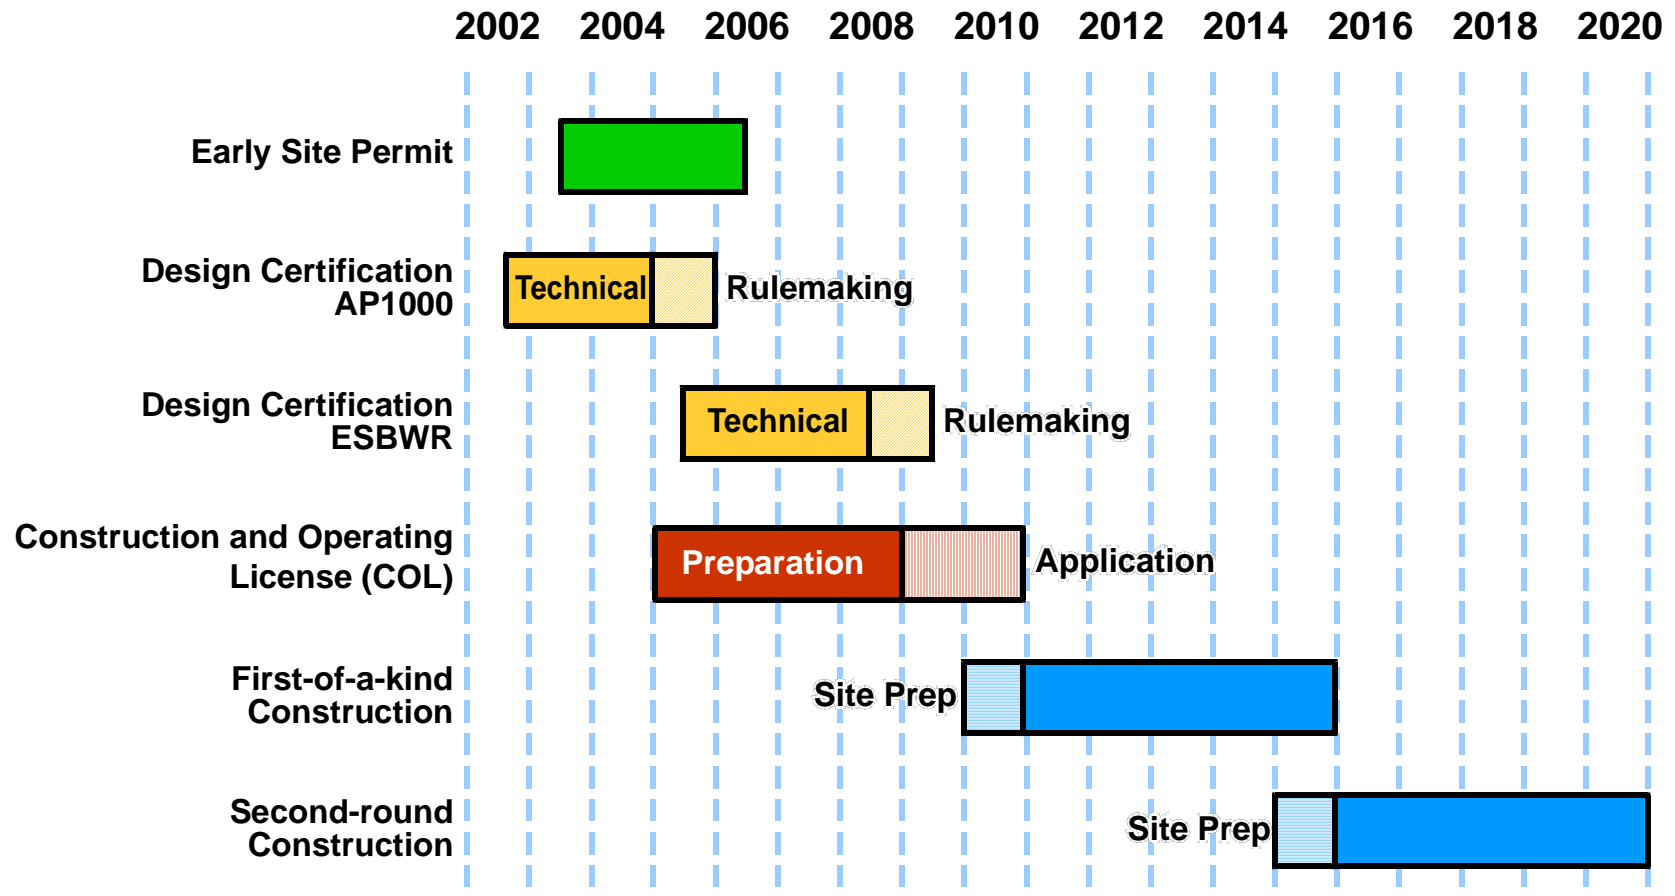 2002 2004 2006 2008 2010 2012 2014 2016 2018 2020
Early Site Permit
Design Certification
AP1000
Technical
Rulemaking
Design Certification
ESBWR
Technical
Rulemaking
Construction and Operating
License (COL)
Preparation
Application
First-of-a-kind
Construction
Site Prep
Second-round
Construction
Site Prep